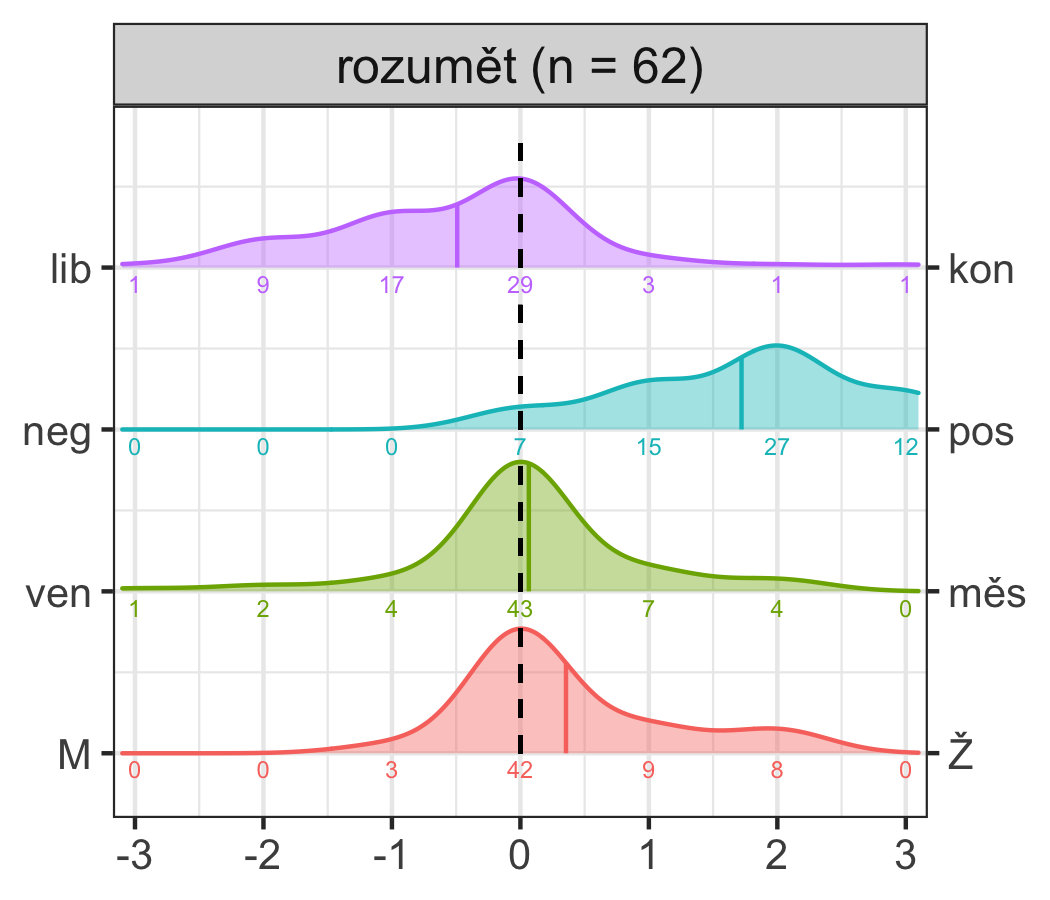 rozumět (n = 62)
lib kon
1 9 17 29 3 1 1
neg pos
0 0 0 7 15 27 12
ven měs
1 2 4 43 7 4 0
M Ž
0 0 3 42 9 8 0
-3 -2 -1 0 1 2 3